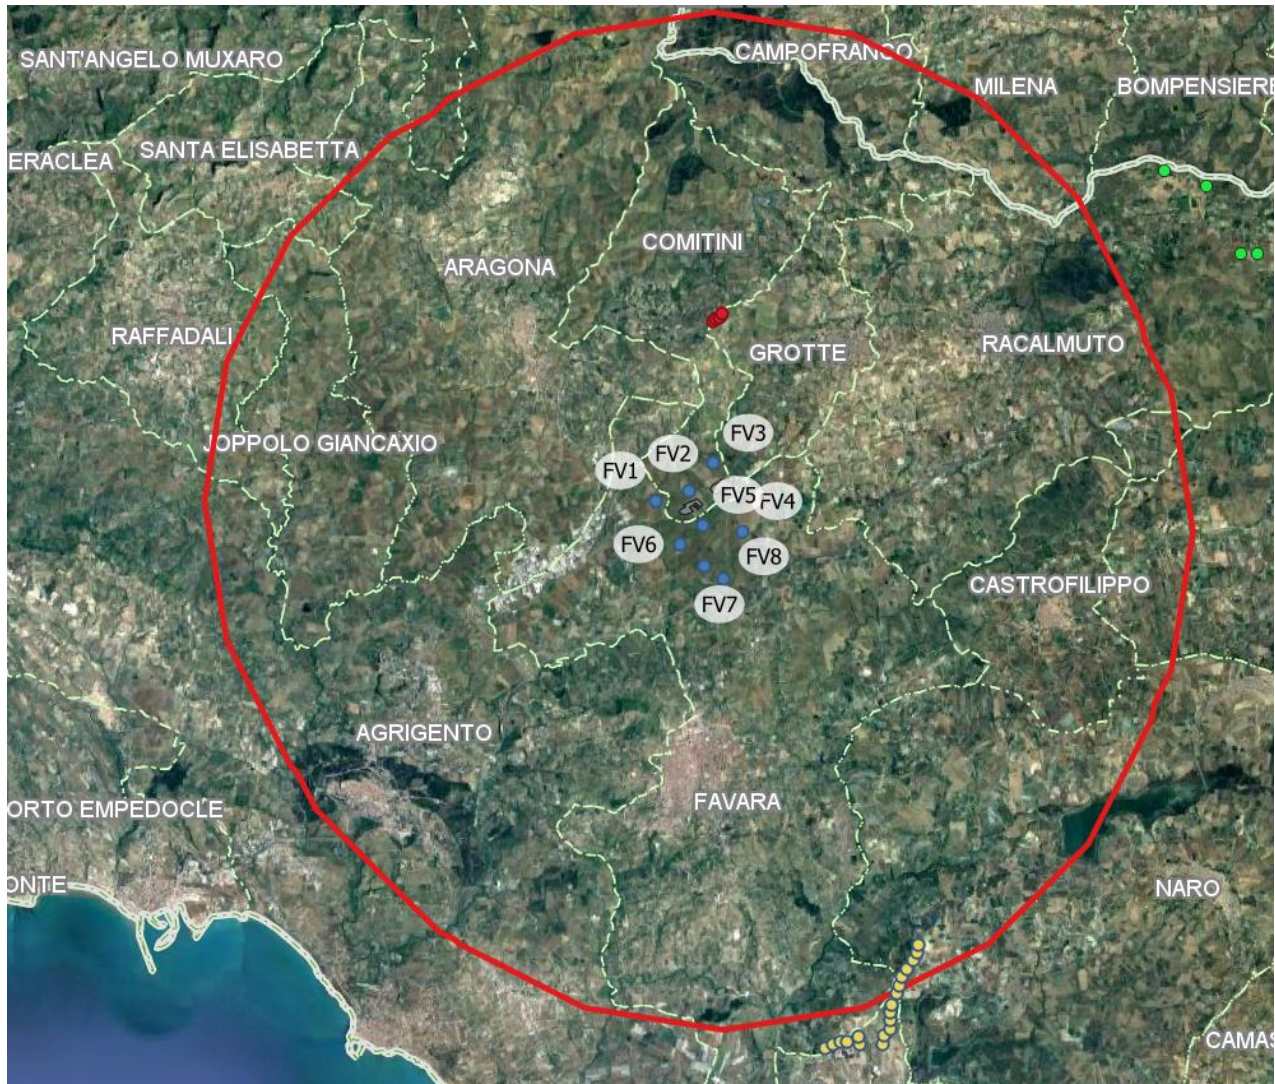 CAMPOFRANCO
SANT'ANGELO MUXARO
MILENA
BOMPENSIERE
SANTA ELISABETTA
ERACLEA
COMITINI
ARAGONA
RAFFADALI
GROTTE
RACALMUTO
JOPPOLO GIANCAXIO
FV3
FV2
FV1
FV5
FV4
FV6
FV8
FV7
CASTROFILIPPO
AGRIGENTO
FAVARA
ORTO EMPEDOCLE
ONTE
NARO
CAMAS